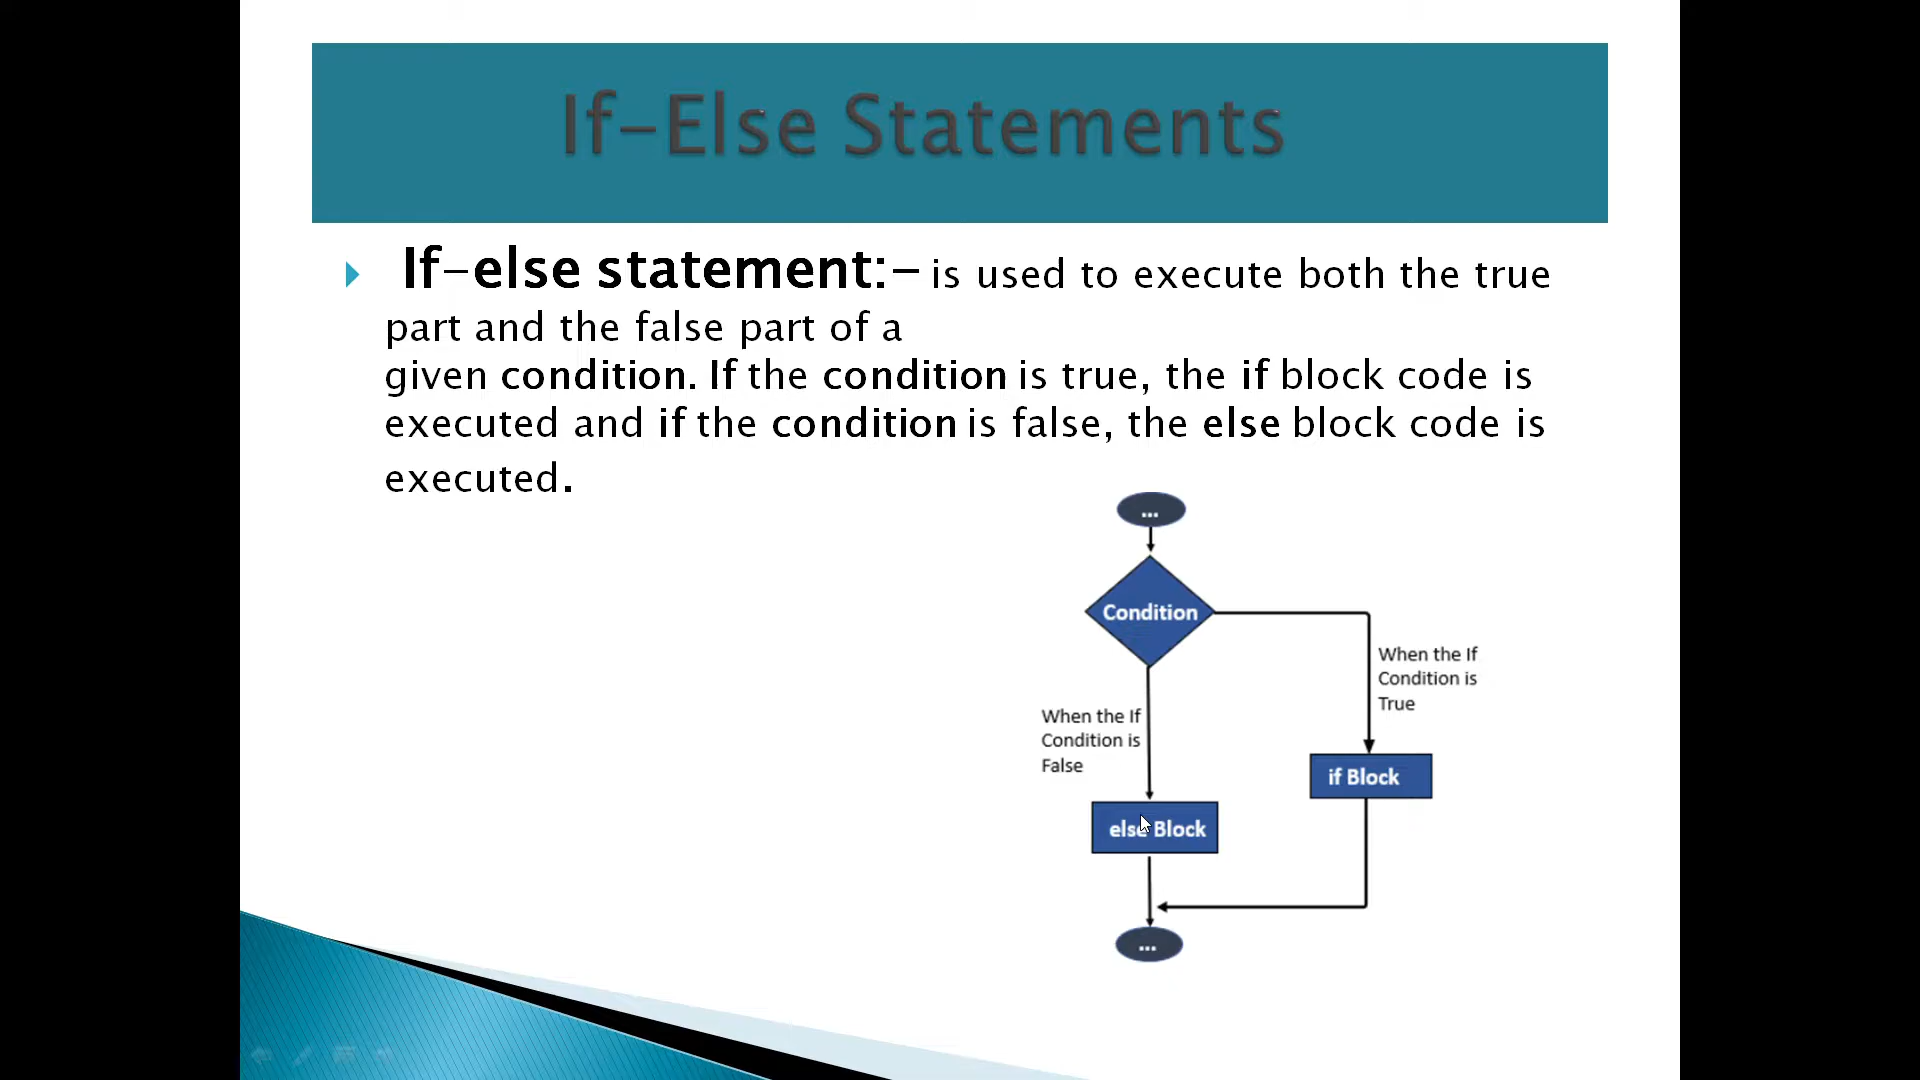 If-Else Statements
If-else statement:- is used to execute both the true
part and the false part of a
given condition. If the condition is true, the if block code is
executed and if the condition is false, the else block code is
executed.
...
Condition
When the If
Condition is
True
When the If
Condition is
False
if Block
else Block
...